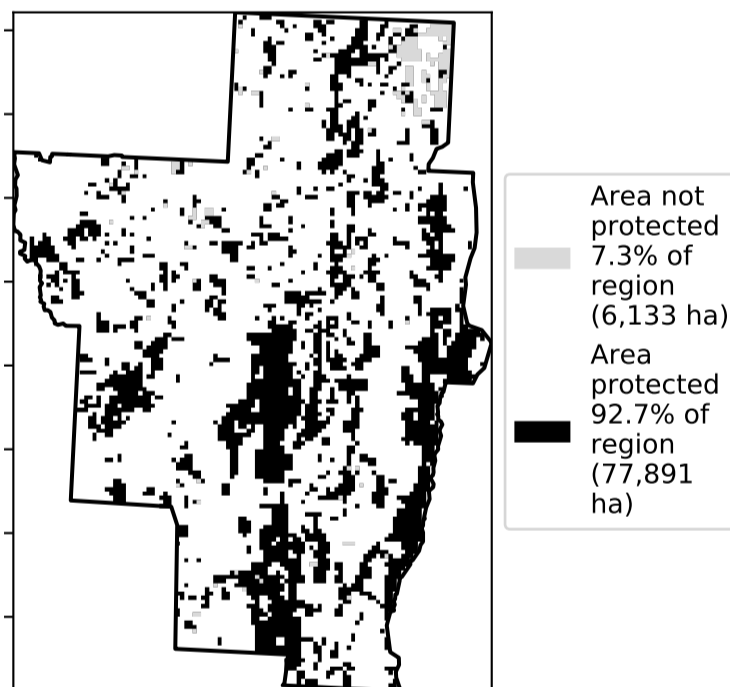 Area not
protected
7.3% of
region
(6,133 ha)
Area
protected
92.7% of
region
(77,891
ha)